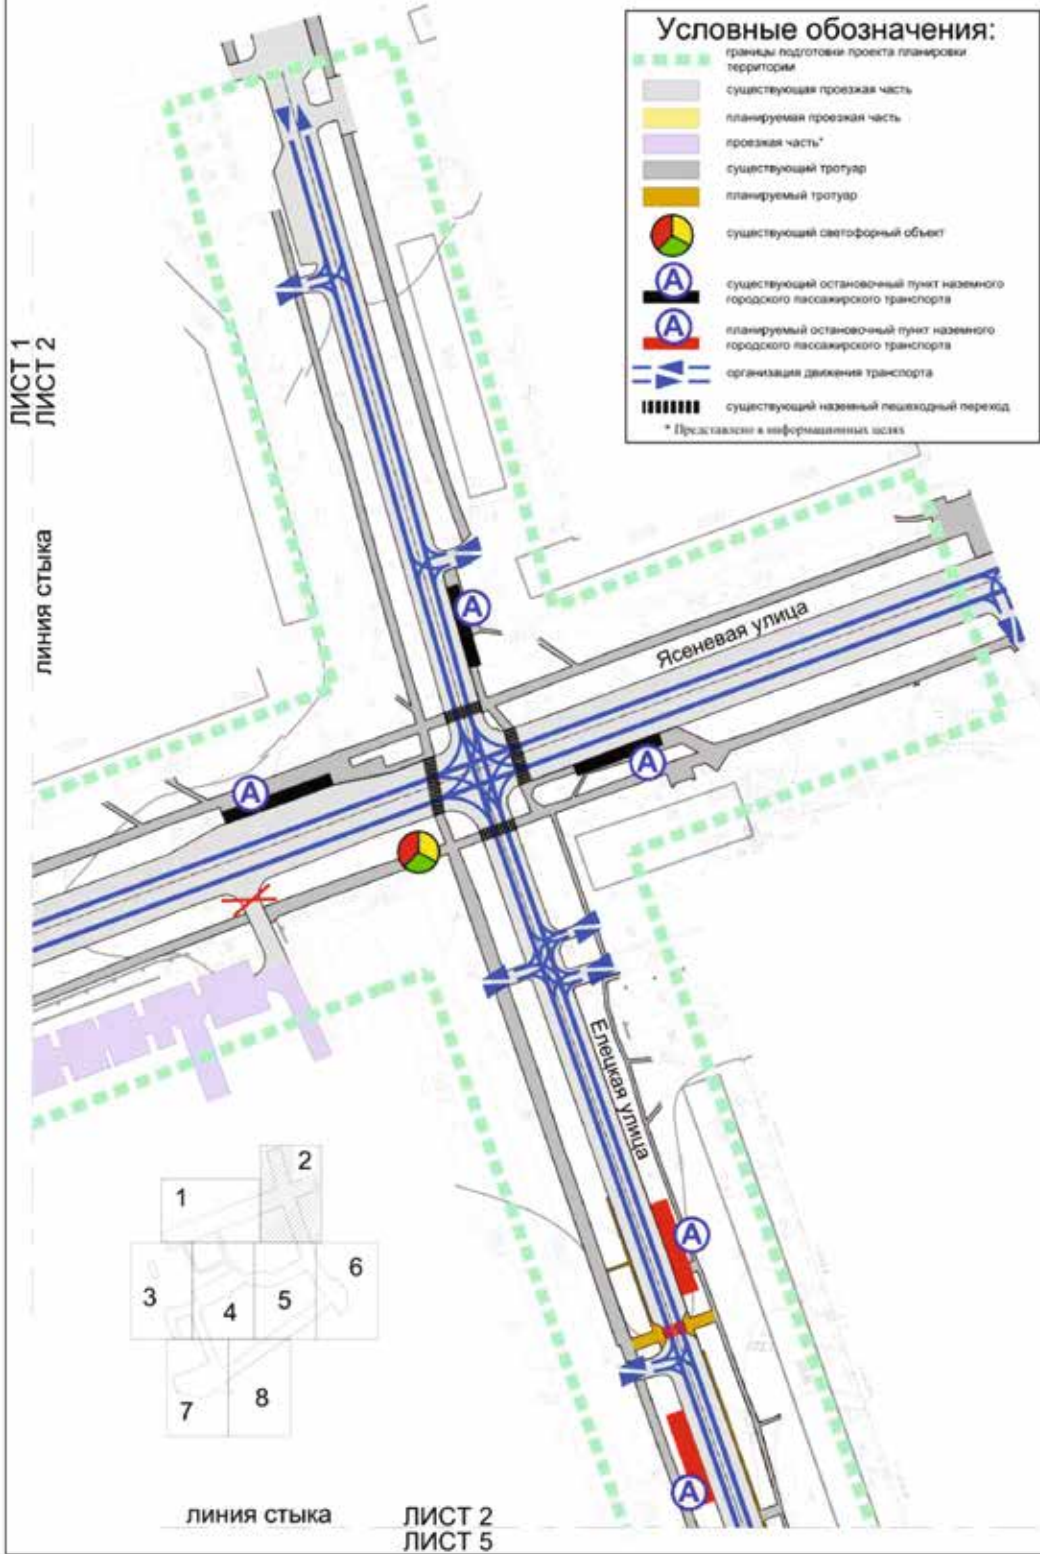 Условные обозначения:
границы подготовки проекта планировки
территории
существующая проезжая часть
планируемая проезжая часть
проезжая часть*
существующий тротуар
планируемый тротуар
существующий светофорный объект
А
существующий остановочный пункт наземного
городского пассажирского транспорта
А
планируемый остановочный пункт наземного
городского пассажирского транспорта
организация движения транспорта
существующий наземный пешеходный переход
* Представлено в информационных целях
ЛИСТ 1
ЛИСТ 2
линия стыка
А
Ясеневая улица
А
А
Елецкая улица
А
А
1
2
3
4
5
6
7
8
линия стыка
ЛИСТ 2
ЛИСТ 5